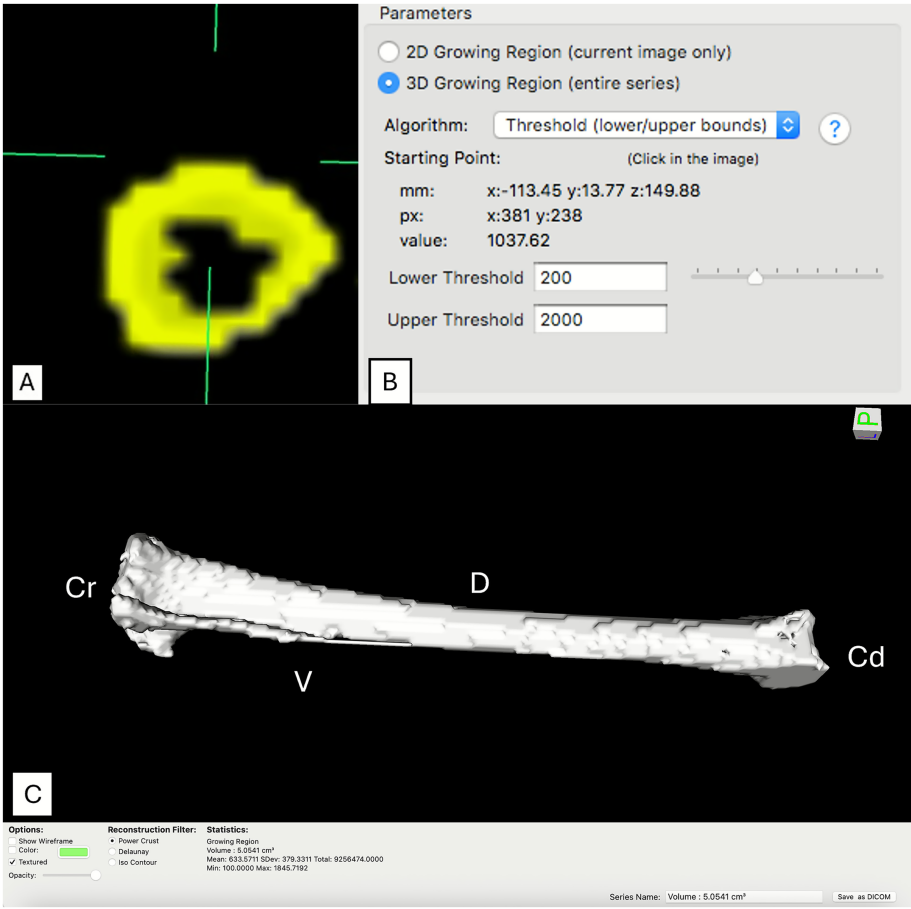 Parameters
2D Growing Region (current image only)
3D Growing Region (entire series)
Algorithm: Threshold (lower/upper bounds) ?
Starting Point: (Click in the image)
mm: x:-113.45 y:13.77 z:149.88
px: x:381 y:238
value: 1037.62
Lower Threshold 200
Upper Threshold 2000
A
B
P
D
Cr
Cd
V
C
Options: Reconstruction Filter: Statistics:
Show Wireframe Power Crust Growing Region
Color: Delaunay Volume : 5.0541 cm³
Textured Iso Contour Mean: 633.5711 SDev: 379.3311 Total: 9256474.0000
Opacity: Min: 100.0000 Max: 1845.7192
Series Name: Volume : 5.0541 cm³ Save as DICOM